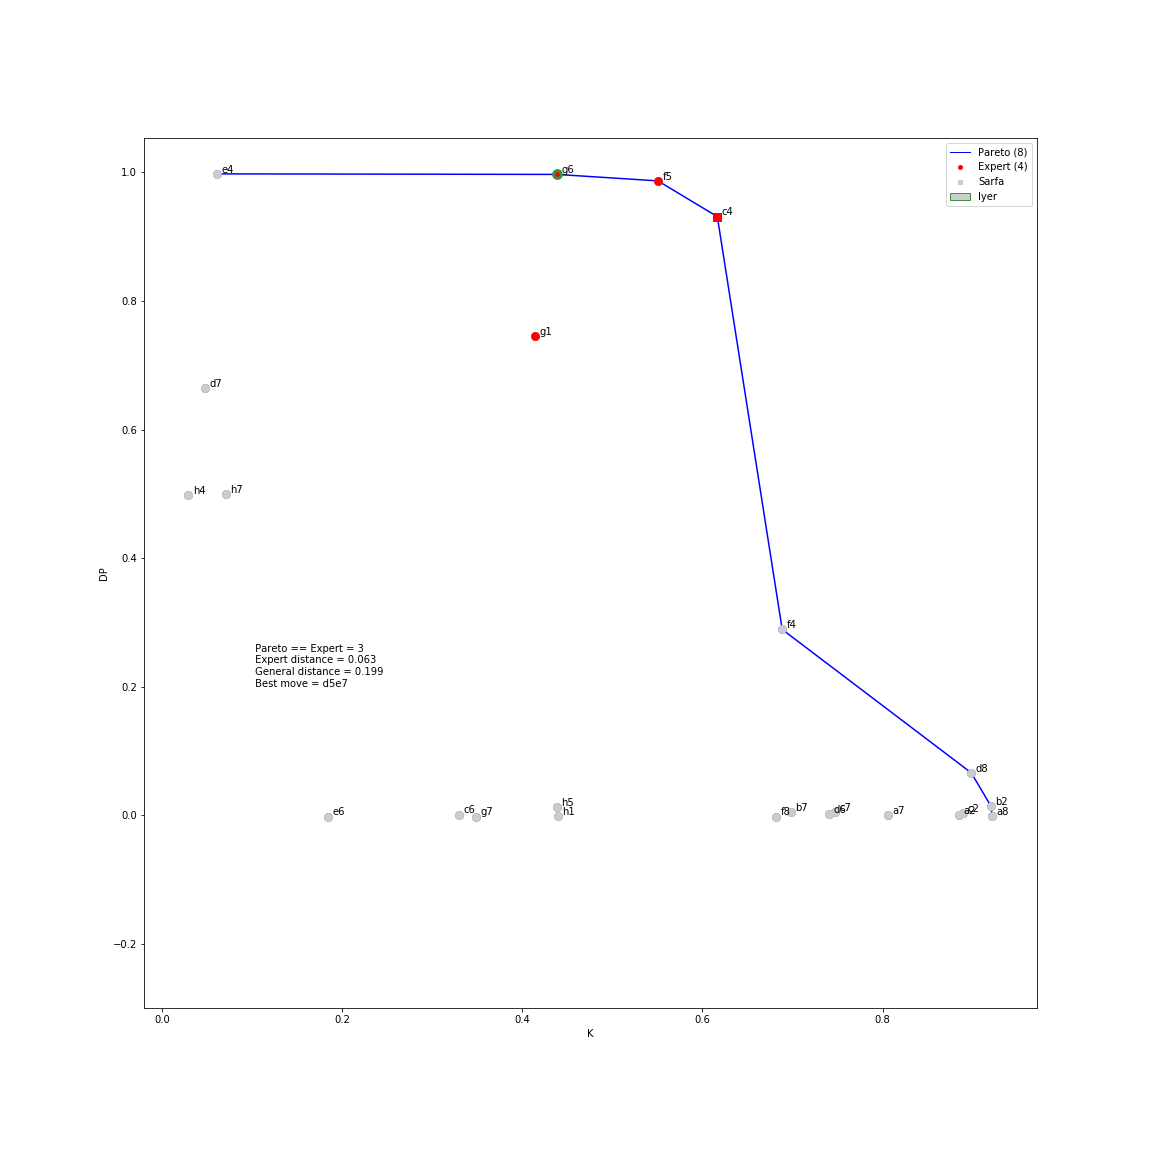 Pareto (8)
Expert (4)
Sarfa
Iyer
1.0
0.8
0.6
0.4
0.2
0.0
−0.2
DP
e4
g6
f5
c4
g1
d7
h4
h7
f4
Pareto == Expert = 3
Expert distance = 0.063
General distance = 0.199
Best move = d5e7
d8
b2
e6
c6
g7
h5
h1
f8
b7
d6
c7
a7
a2
c2
a8
0.0
0.2
0.4
0.6
0.8
K